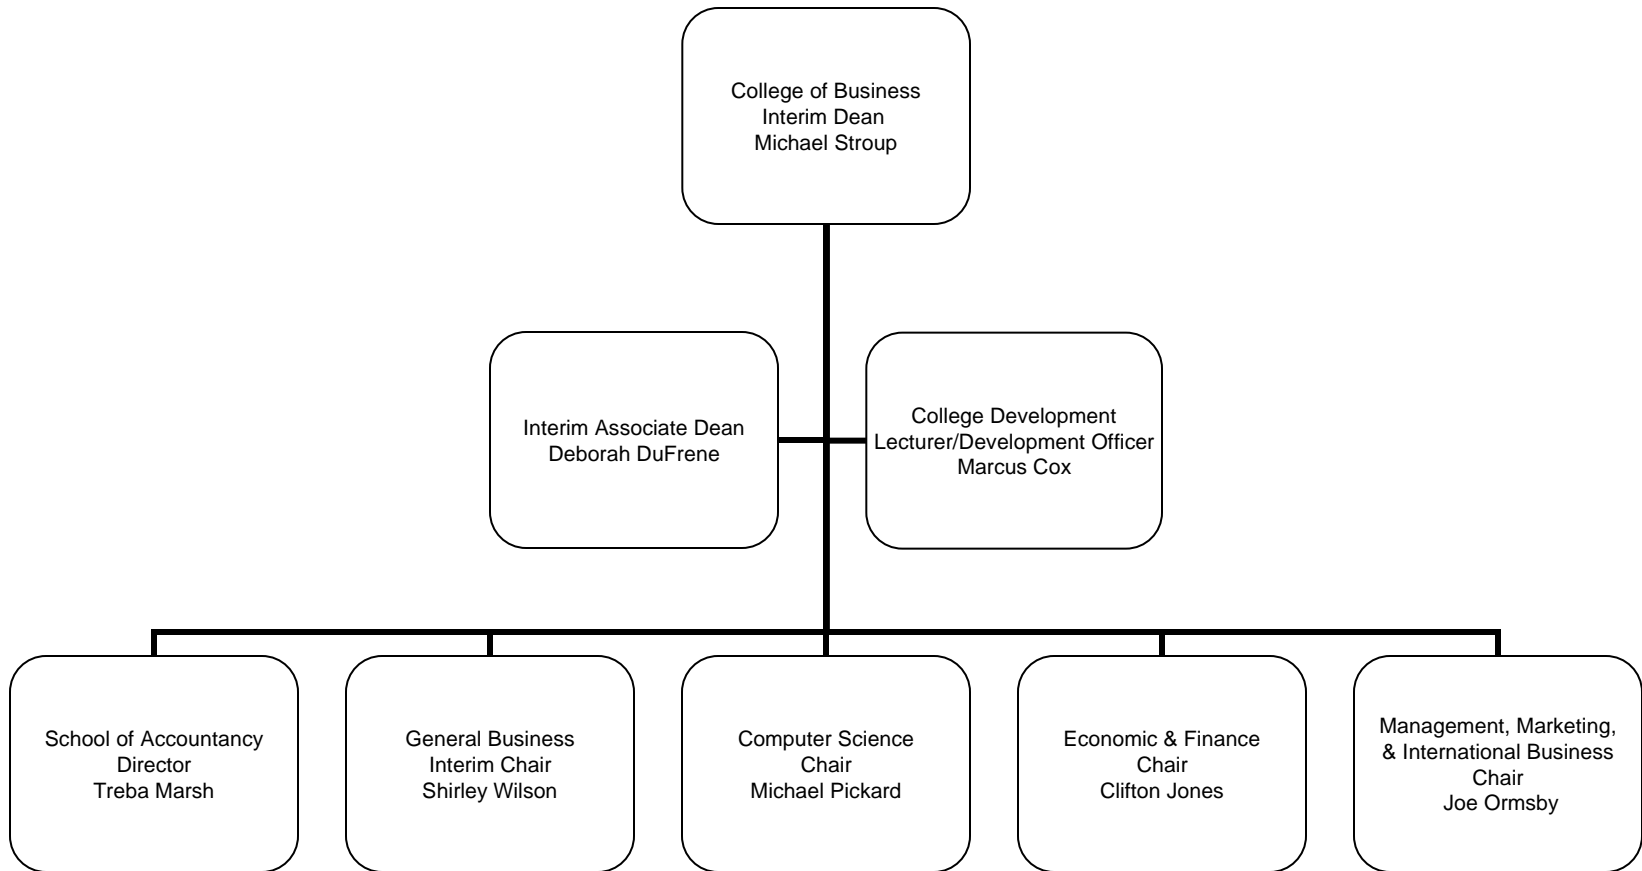 College of Business
Interim Dean
Michael Stroup
Interim Associate Dean
Deborah DuFrene
College Development
Lecturer/Development Officer
Marcus Cox
School of Accountancy
Director
Treba Marsh
General Business
Interim Chair
Shirley Wilson
Computer Science
Chair
Michael Pickard
Economic & Finance
Chair
Clifton Jones
Management, Marketing,
& International Business
Chair
Joe Ormsby